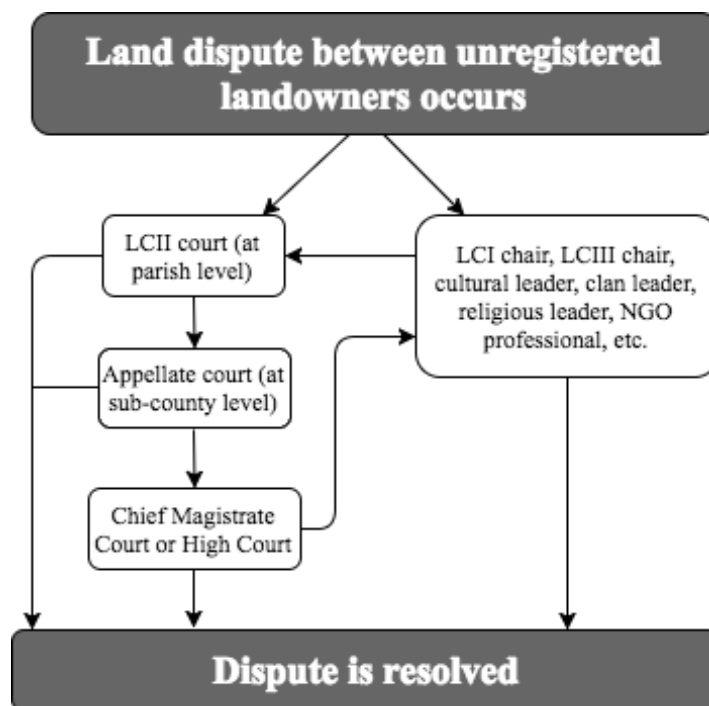 Land dispute between unregistered
landowners occurs
LCII court (at
parish level)
LCI chair, LCIII chair,
cultural leader, clan leader,
religious leader, NGO
professional, etc.
Appellate court (at
sub-county level)
Chief Magistrate
Court or High Court
Dispute is resolved